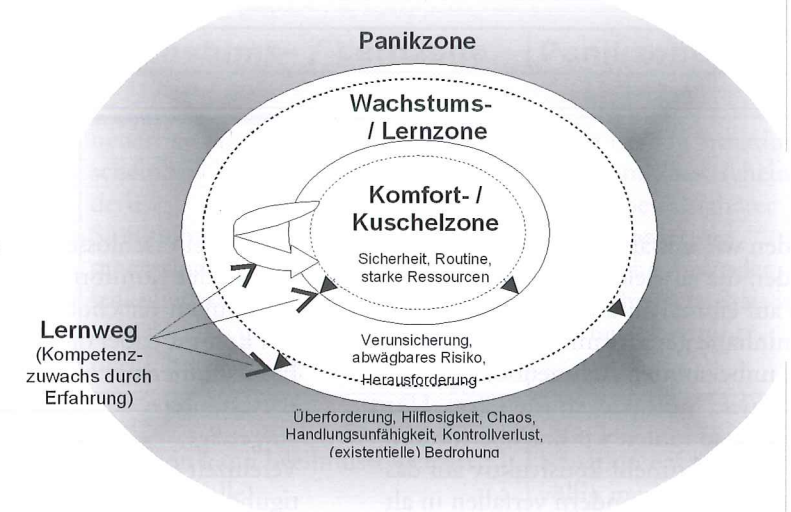 Panikzone
Wachstums-
/ Lernzone
Komfort- /
Kuschelzone
Sicherheit, Routine,
starke Ressourcen
Verunsicherung,
abwägbares Risiko,
Herausforderung
Lernweg
(Kompetenz-
zuwachs durch
Erfahrung)
Überforderung, Hilflosigkeit, Chaos,
Handlungsunfähigkeit, Kontrollverlust,
(existentielle) Bedrohung